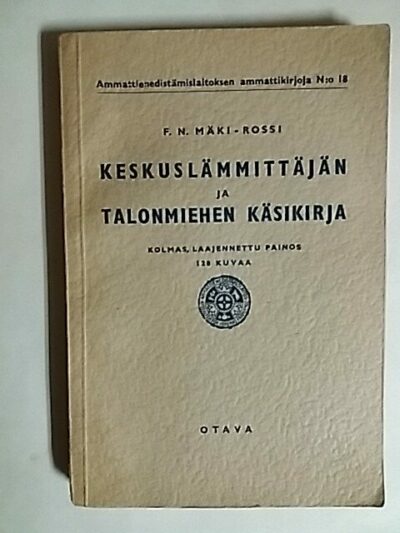 Ammattienedistämislaitoksen ammattikirjoja N:o 18
F. N. MÄKI-ROSSI
KESKUSLÄMMITTÄJÄN
JA
TALONMIEHEN KÄSIKIRJA
KOLMAS, LAAJENNETTU PAINOS
128 KUVAA
OTAVA